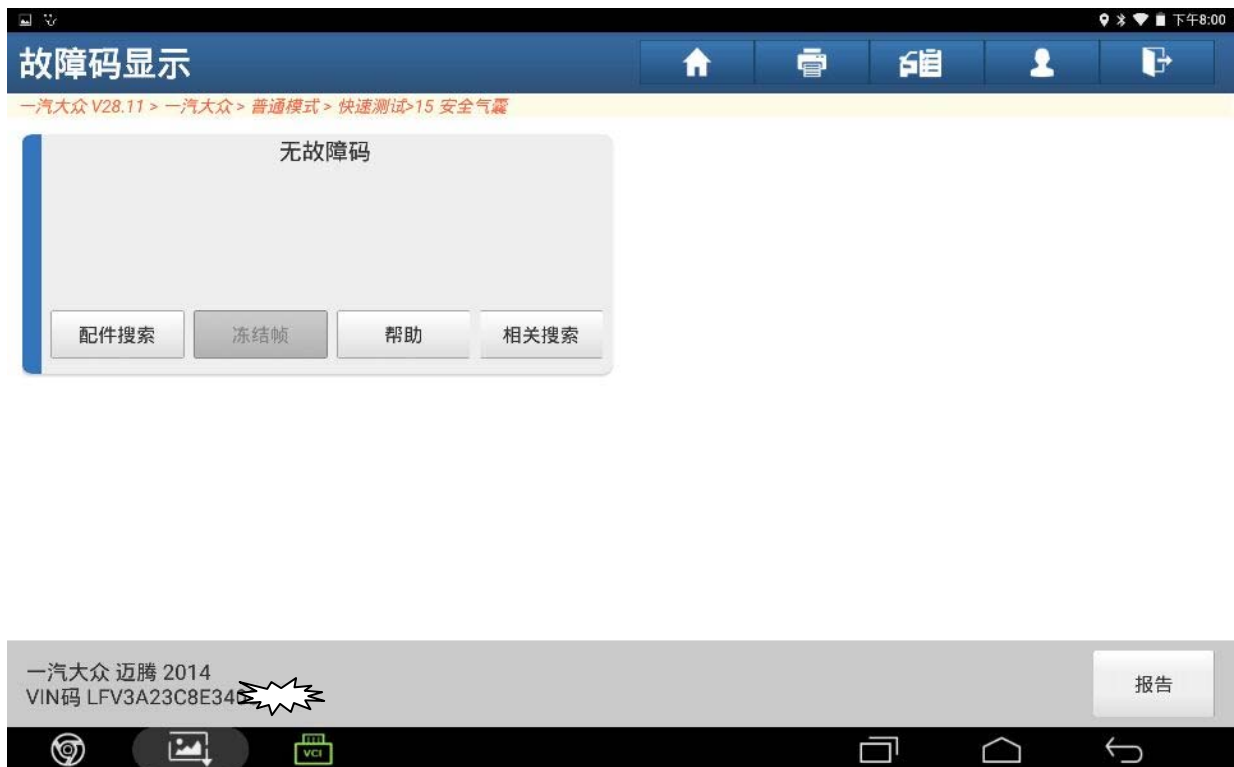 下午8:00
故障码显示
一汽大众 V28.11 > 一汽大众 > 普通模式 > 快速测试>15 安全气囊
无故障码
配件搜索 冻结帧 帮助 相关搜索
一汽大众 迈腾 2014
VIN码 LFV3A23C8E34
报告
VCI